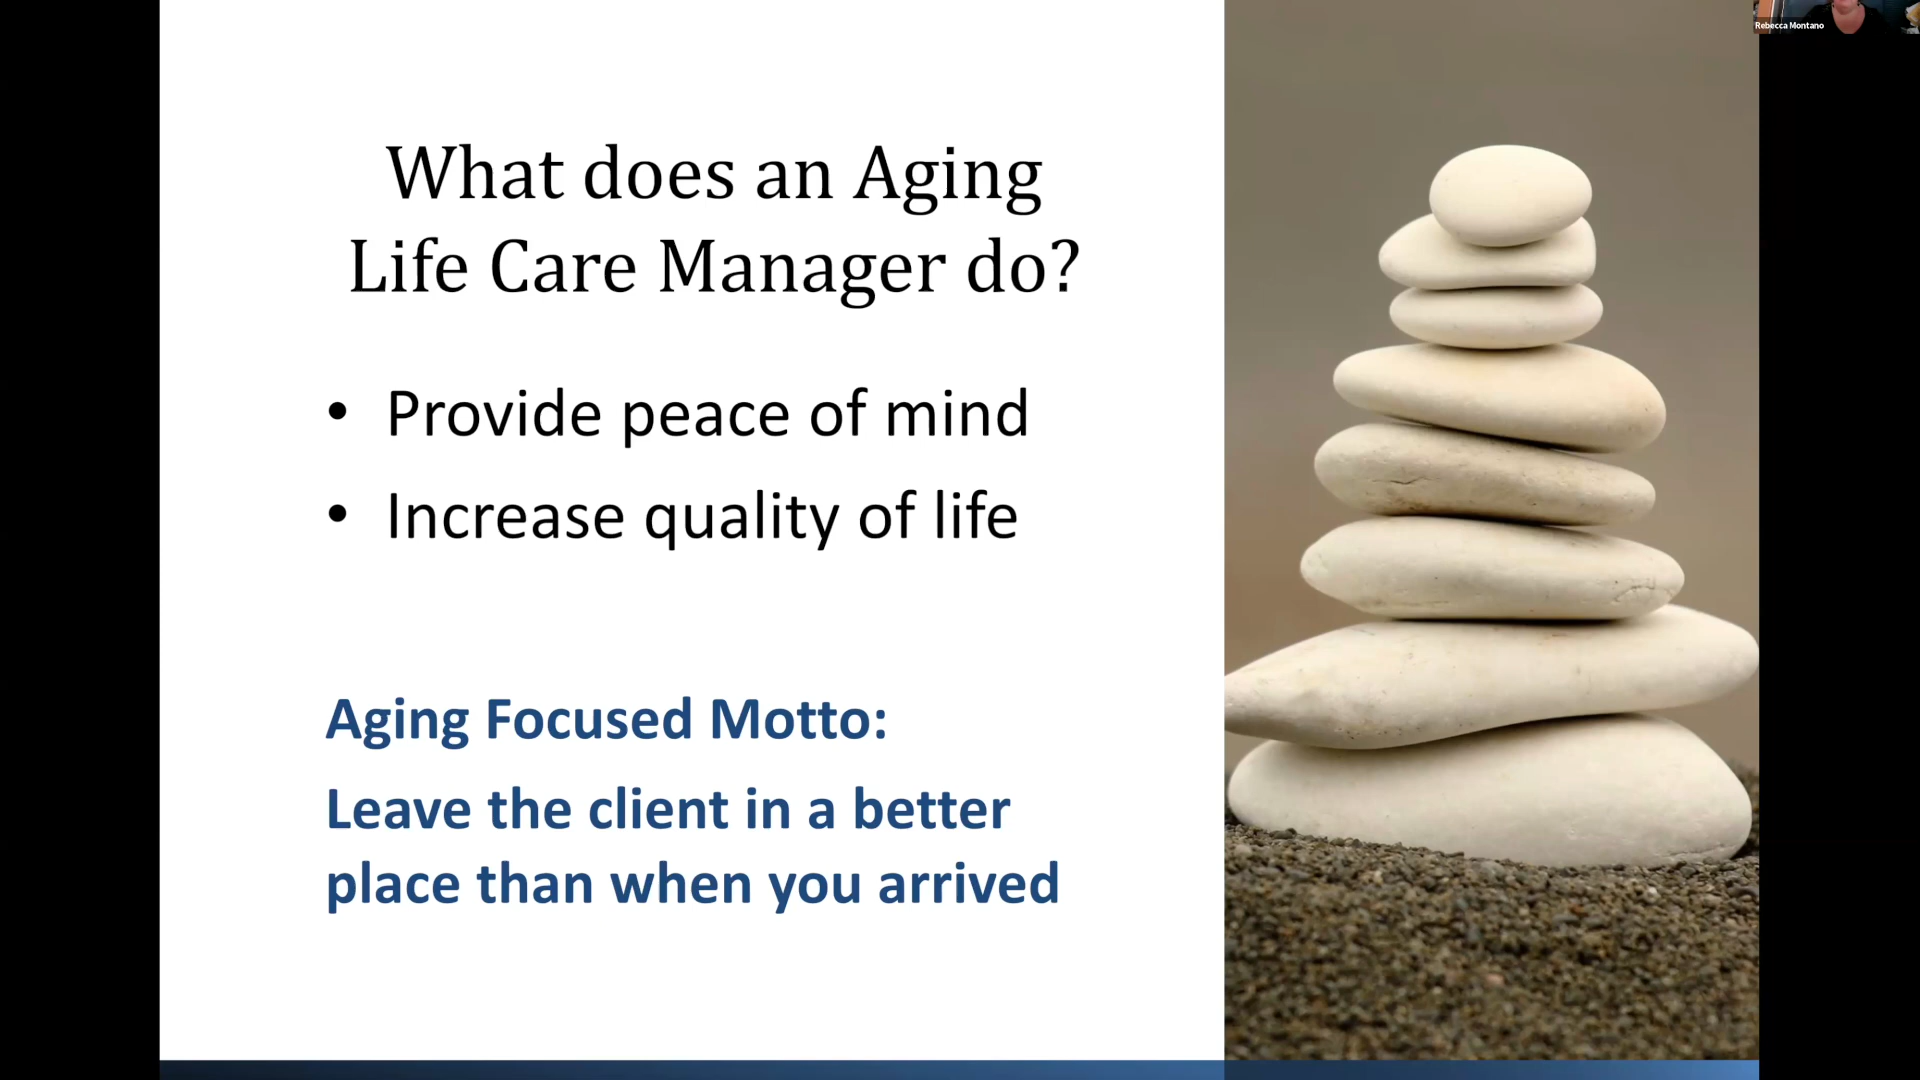 Rebecca Montano
What does an Aging
Life Care Manager do?
• Provide peace of mind
• Increase quality of life
Aging Focused Motto:
Leave the client in a better
place than when you arrived